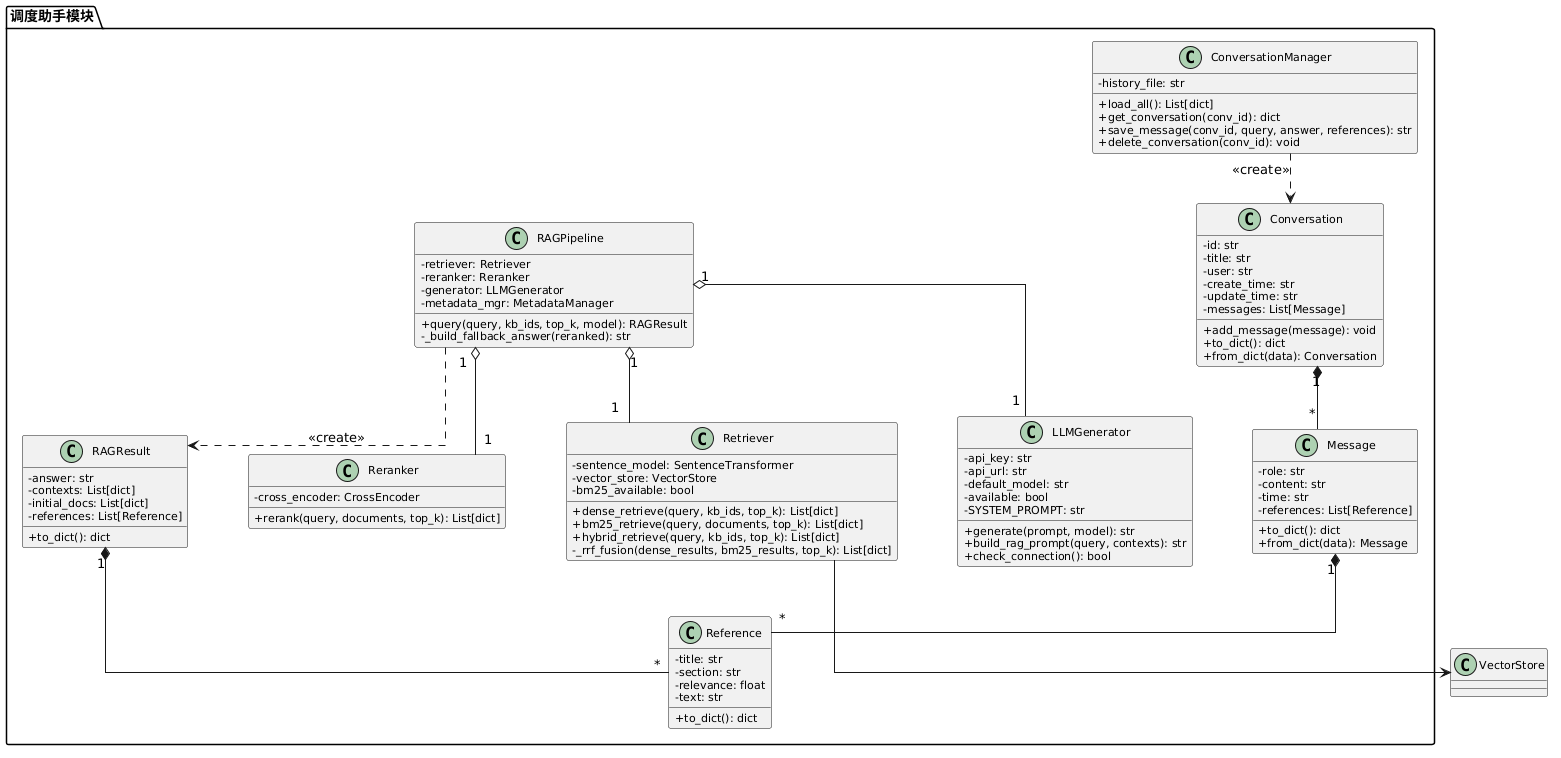 调度助手模块
C ConversationManager
-history_file: str
+load_all(): List[dict]
+get_conversation(conv_id): dict
+save_message(conv_id, query, answer, references): str
+delete_conversation(conv_id): void
«create»
C Conversation
-id: str
-title: str
-user: str
-create_time: str
-update_time: str
-messages: List[Message]
+add_message(message): void
+to_dict(): dict
+from_dict(data): Conversation
1
*
C RAGPipeline
-retriever: Retriever
-reranker: Reranker
-generator: LLMGenerator
-metadata_mgr: MetadataManager
+query(query, kb_ids, top_k, model): RAGResult
-_build_fallback_answer(reranked): str
1
1
1
1
1
1
«create»
C RAGResult
-answer: str
-contexts: List[dict]
-initial_docs: List[dict]
-references: List[Reference]
+to_dict(): dict
1
*
C Reranker
-cross_encoder: CrossEncoder
+rerank(query, documents, top_k): List[dict]
C Retriever
-sentence_model: SentenceTransformer
-vector_store: VectorStore
-bm25_available: bool
+dense_retrieve(query, kb_ids, top_k): List[dict]
+bm25_retrieve(query, documents, top_k): List[dict]
+hybrid_retrieve(query, kb_ids, top_k): List[dict]
-_rrf_fusion(dense_results, bm25_results, top_k): List[dict]
C LLMGenerator
-api_key: str
-api_url: str
-default_model: str
-available: bool
-SYSTEM_PROMPT: str
+generate(prompt, model): str
+build_rag_prompt(query, contexts): str
+check_connection(): bool
C Message
-role: str
-content: str
-time: str
-references: List[Reference]
+to_dict(): dict
+from_dict(data): Message
1
*
C Reference
-title: str
-section: str
-relevance: float
-text: str
+to_dict(): dict
C VectorStore